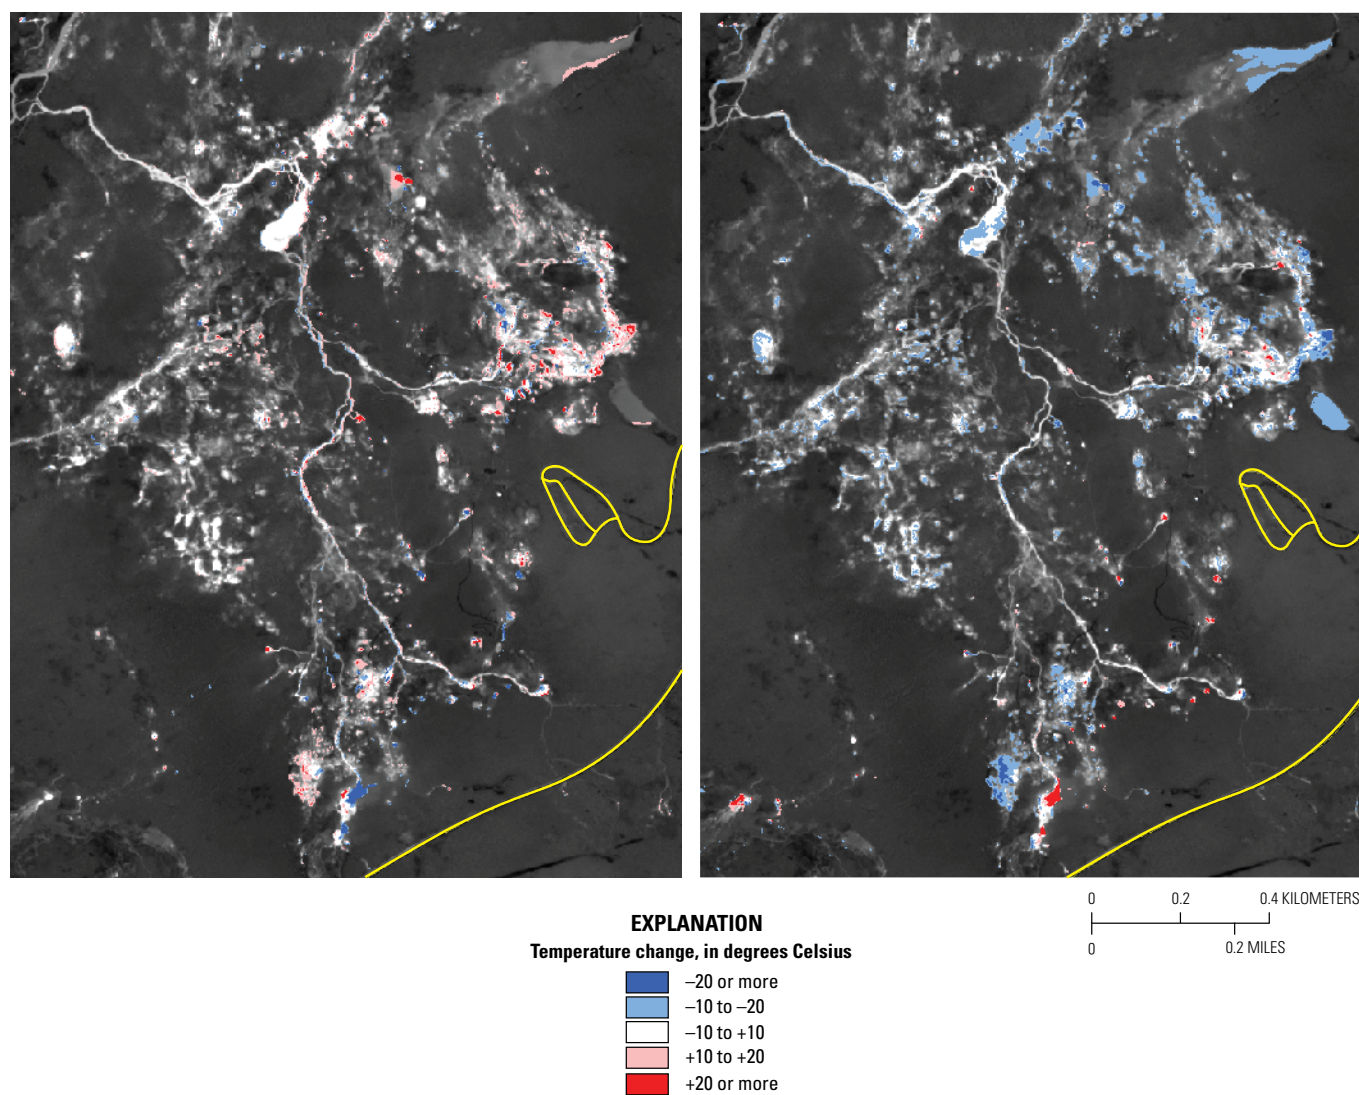 0 0.2 0.4 KILOMETERS
0 0.2 MILES
EXPLANATION
Temperature change, in degrees Celsius
–20 or more
–10 to –20
–10 to +10
+10 to +20
+20 or more